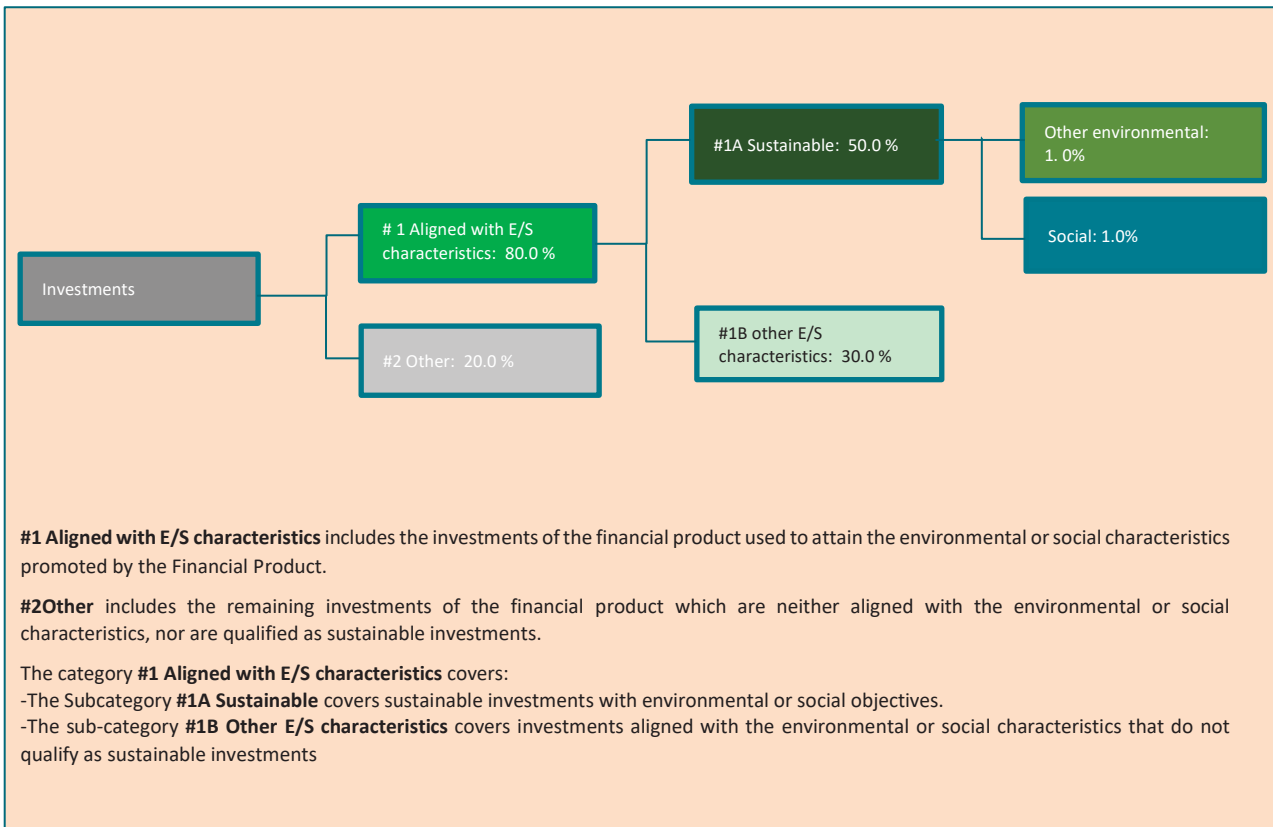 #1A Sustainable: 50.0 %
Other environmental:
1. 0%
# 1 Aligned with E/S
characteristics: 80.0 %
Social: 1.0%
Investments
#1B other E/S
characteristics: 30.0 %
#2 Other: 20.0 %
#1 Aligned with E/S characteristics includes the investments of the financial product used to attain the environmental or social characteristics
promoted by the Financial Product.
#2Other includes the remaining investments of the financial product which are neither aligned with the environmental or social
characteristics, nor are qualified as sustainable investments.
The category #1 Aligned with E/S characteristics covers:
-The Subcategory #1A Sustainable covers sustainable investments with environmental or social objectives.
-The sub-category #1B Other E/S characteristics covers investments aligned with the environmental or social characteristics that do not
qualify as sustainable investments